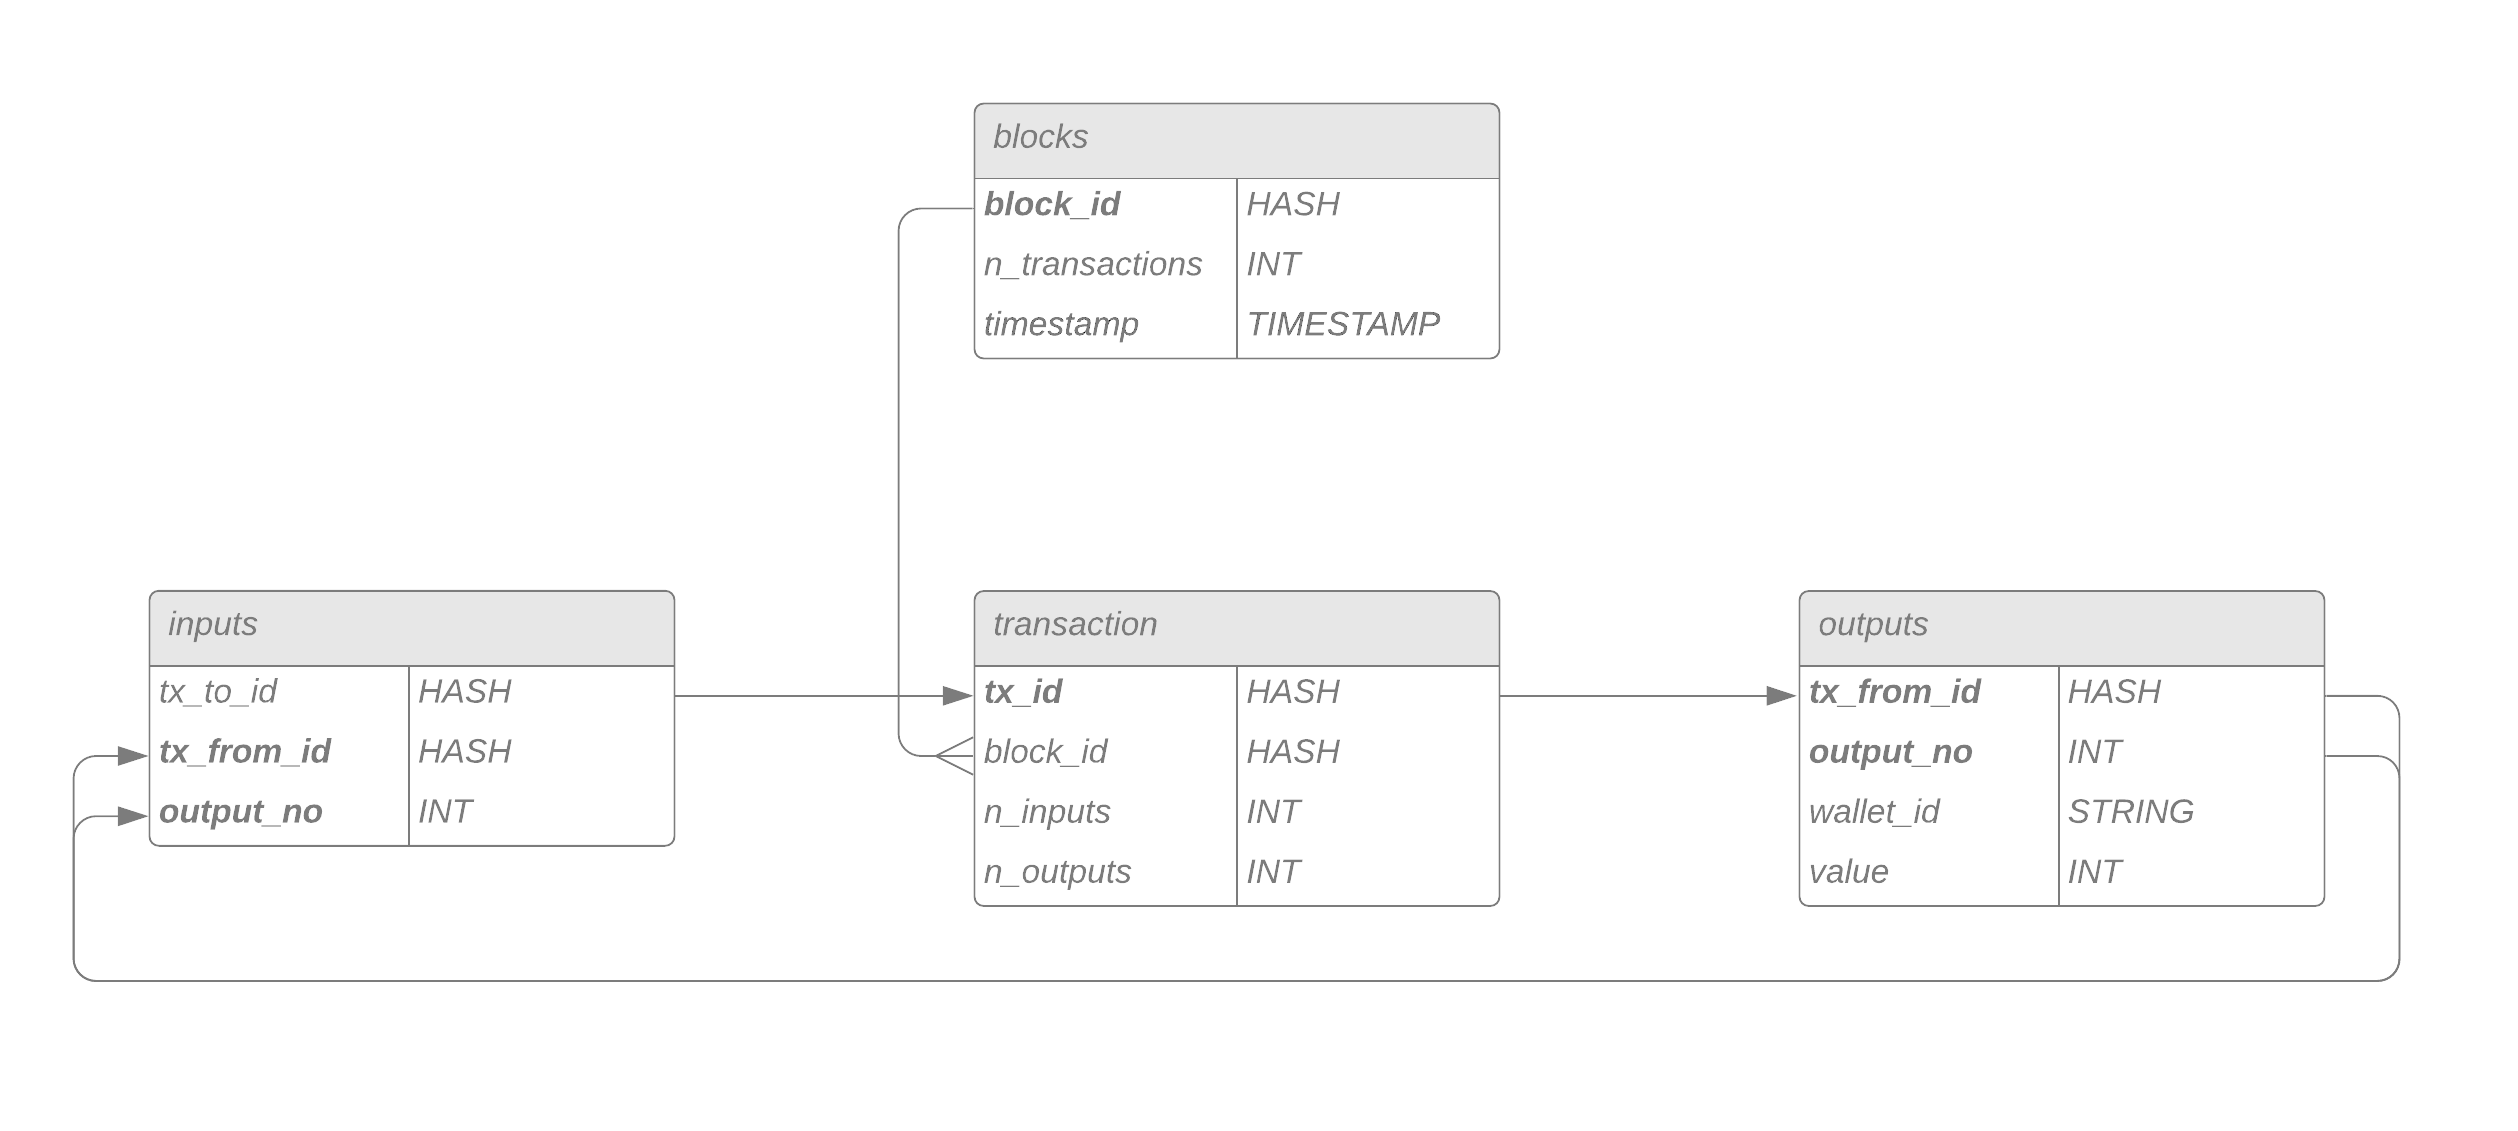 blocks
block_id HASH
n_transactions INT
timestamp TIMESTAMP
inputs
tx_to_id HASH
tx_from_id HASH
output_no INT
transaction
tx_id HASH
block_id HASH
n_inputs INT
n_outputs INT
outputs
tx_from_id HASH
output_no INT
wallet_id STRING
value INT